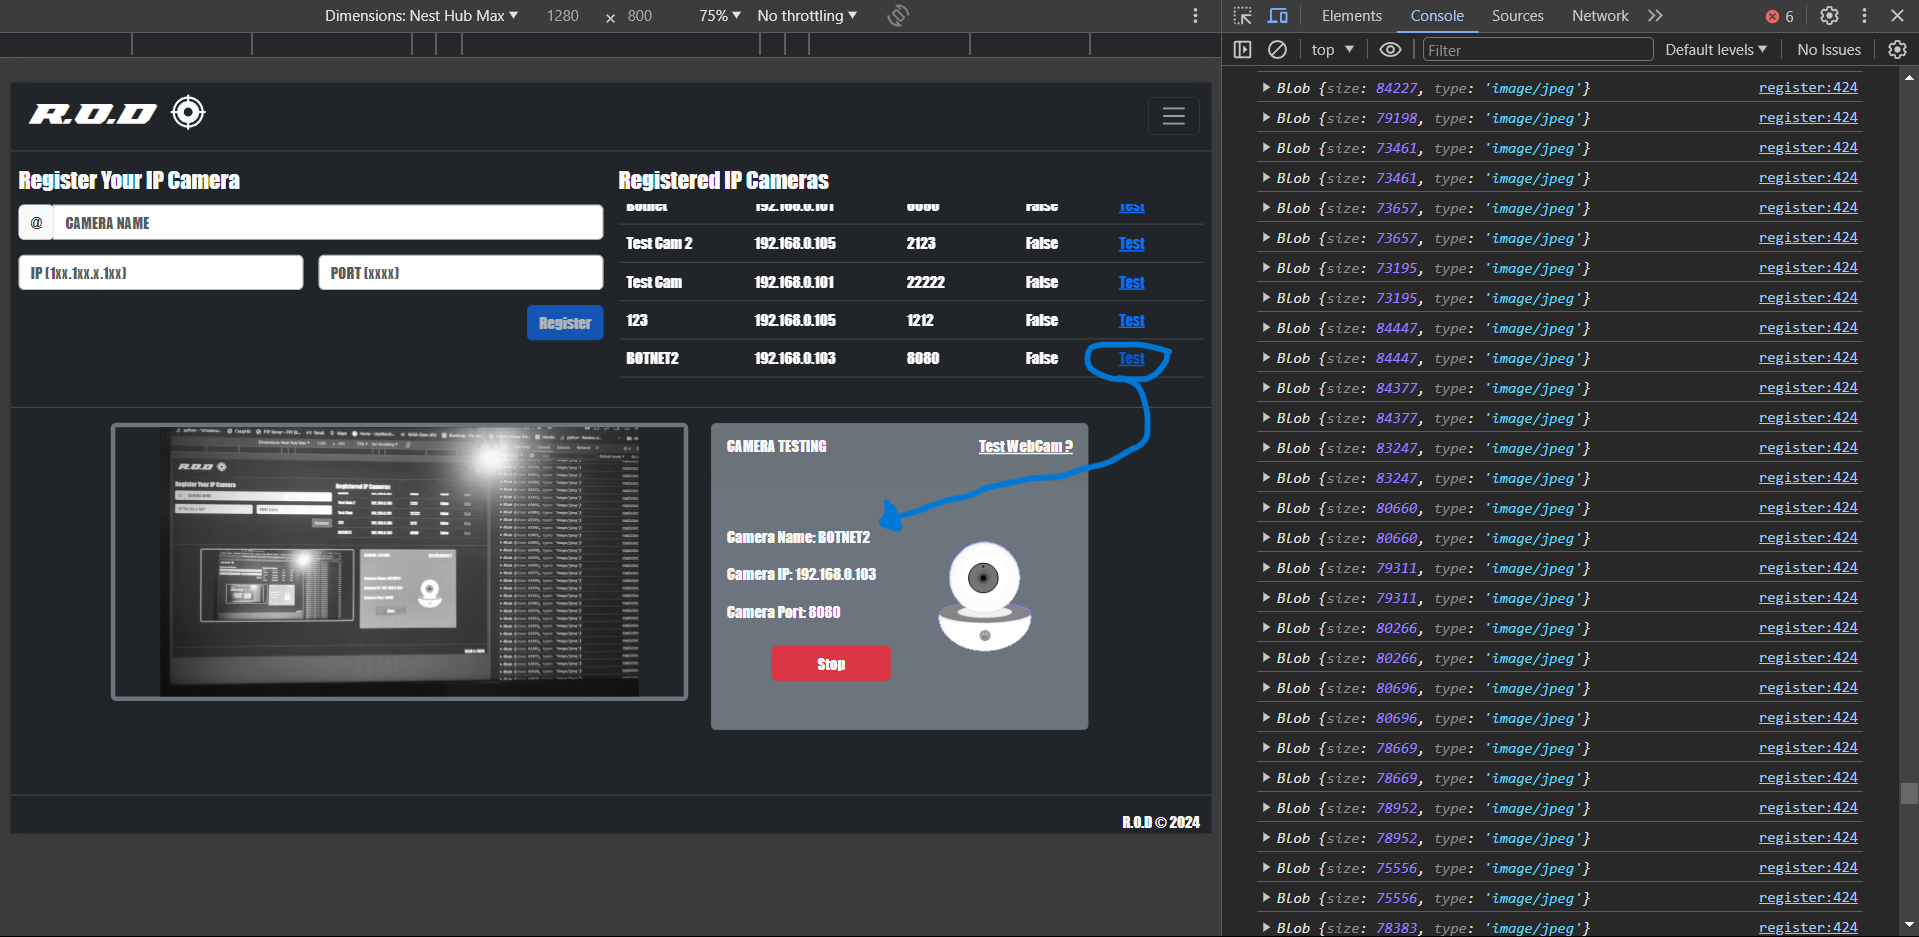 Dimensions: Nest Hub Max ▼ 1280 × 800 75% ▼ No throttling ▼
Elements Console Sources Network 6
top ▼ Filter Default levels ▼ No Issues
R.O.D
Register Your IP Camera
@ CAMERA NAME
IP (1xx.1xx.x.1xx) PORT (xxxx)
Register
Registered IP Cameras
Botnet 192.168.0.101 8080 False Test
Test Cam 2 192.168.0.105 2123 False Test
Test Cam 192.168.0.101 22222 False Test
123 192.168.0.105 1212 False Test
BOTNET2 192.168.0.103 8080 False Test
CAMERA TESTING Test WebCam ?
Camera Name: BOTNET2
Camera IP: 192.168.0.103
Camera Port: 8080
Stop
R.O.D © 2024
Blob {size: 84227, type: 'image/jpeg'} register:424
Blob {size: 79198, type: 'image/jpeg'} register:424
Blob {size: 73461, type: 'image/jpeg'} register:424
Blob {size: 73461, type: 'image/jpeg'} register:424
Blob {size: 73657, type: 'image/jpeg'} register:424
Blob {size: 73657, type: 'image/jpeg'} register:424
Blob {size: 73195, type: 'image/jpeg'} register:424
Blob {size: 73195, type: 'image/jpeg'} register:424
Blob {size: 84447, type: 'image/jpeg'} register:424
Blob {size: 84447, type: 'image/jpeg'} register:424
Blob {size: 84377, type: 'image/jpeg'} register:424
Blob {size: 84377, type: 'image/jpeg'} register:424
Blob {size: 83247, type: 'image/jpeg'} register:424
Blob {size: 83247, type: 'image/jpeg'} register:424
Blob {size: 80660, type: 'image/jpeg'} register:424
Blob {size: 80660, type: 'image/jpeg'} register:424
Blob {size: 79311, type: 'image/jpeg'} register:424
Blob {size: 79311, type: 'image/jpeg'} register:424
Blob {size: 80266, type: 'image/jpeg'} register:424
Blob {size: 80266, type: 'image/jpeg'} register:424
Blob {size: 80696, type: 'image/jpeg'} register:424
Blob {size: 80696, type: 'image/jpeg'} register:424
Blob {size: 78669, type: 'image/jpeg'} register:424
Blob {size: 78669, type: 'image/jpeg'} register:424
Blob {size: 78952, type: 'image/jpeg'} register:424
Blob {size: 78952, type: 'image/jpeg'} register:424
Blob {size: 75556, type: 'image/jpeg'} register:424
Blob {size: 75556, type: 'image/jpeg'} register:424
Blob {size: 78383, type: 'image/jpeg'} register:424